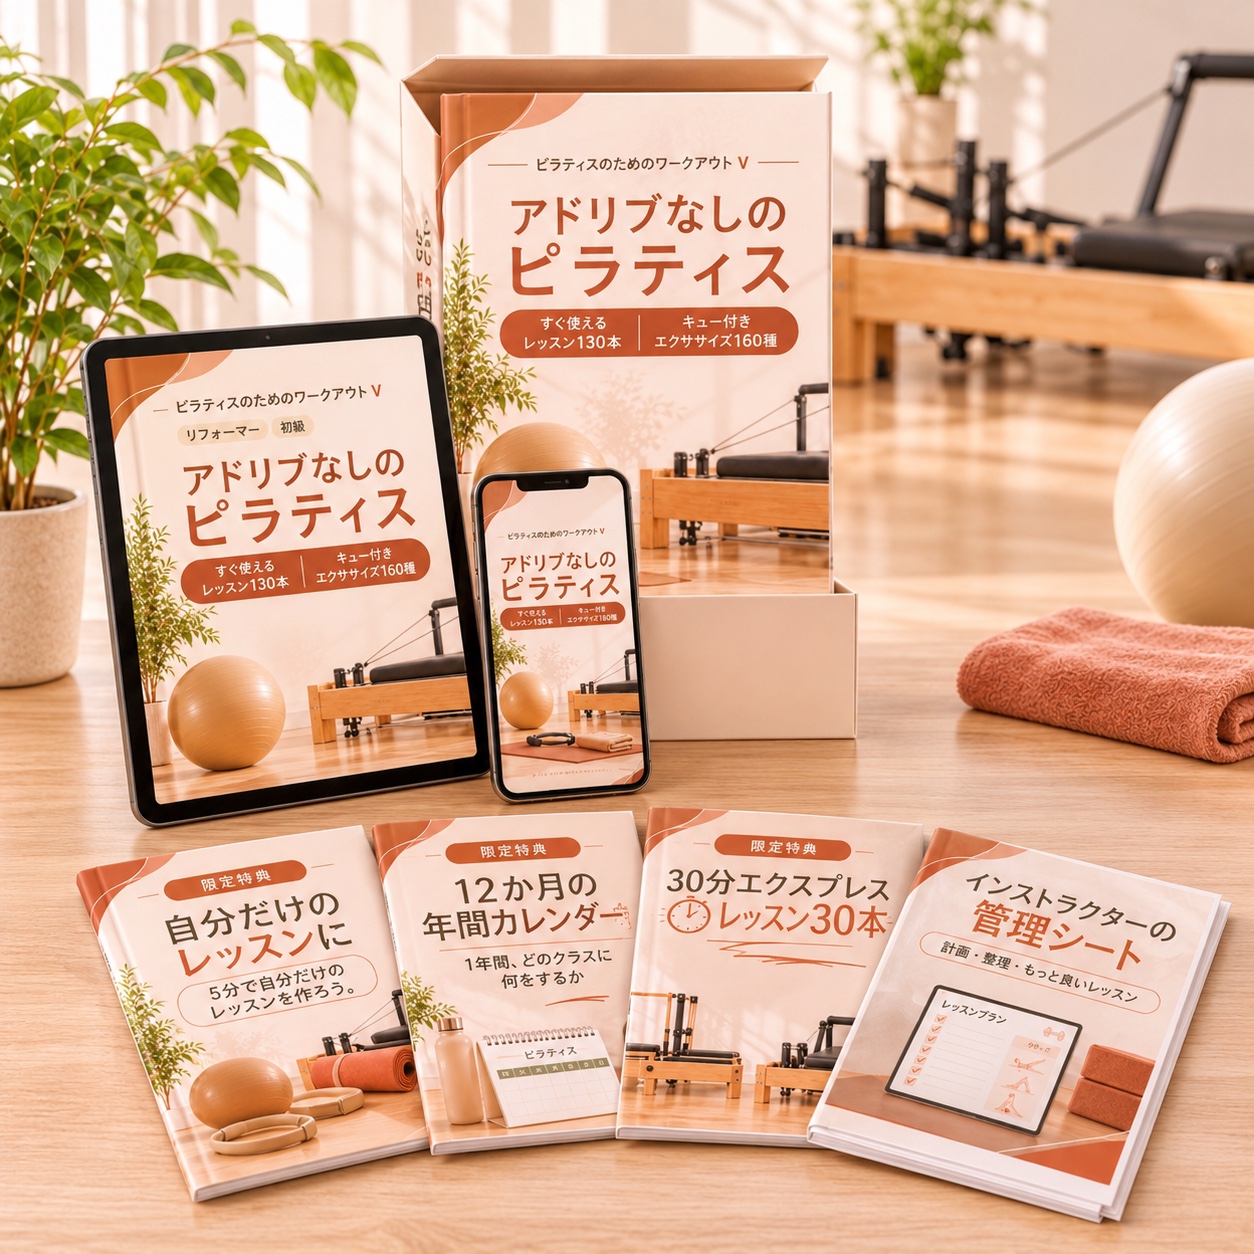 ピラティスのためのワークアウト V
アドリブなしの
ピラティス
すぐ使える
レッスン130本
キュー付き
エクササイズ160種
ピラティスのためのワークアウト V
リフォーマー
初級
アドリブなしの
ピラティス
すぐ使える
レッスン130本
キュー付き
エクササイズ160種
ピラティスのためのワークアウト V
アドリブなしの
ピラティス
すぐ使える
レッスン130本
キュー付き
エクササイズ160種
限定特典
自分だけの
レッスンに
5分で自分だけの
レッスンを作ろう。
限定特典
12か月の
年間カレンダー
1年間、どのクラスに
何をするか
ピラティス
限定特典
30分エクスプレス
レッスン30本
インストラクターの
管理シート
計画・整理・もっと良いレッスン
レッスンプラン